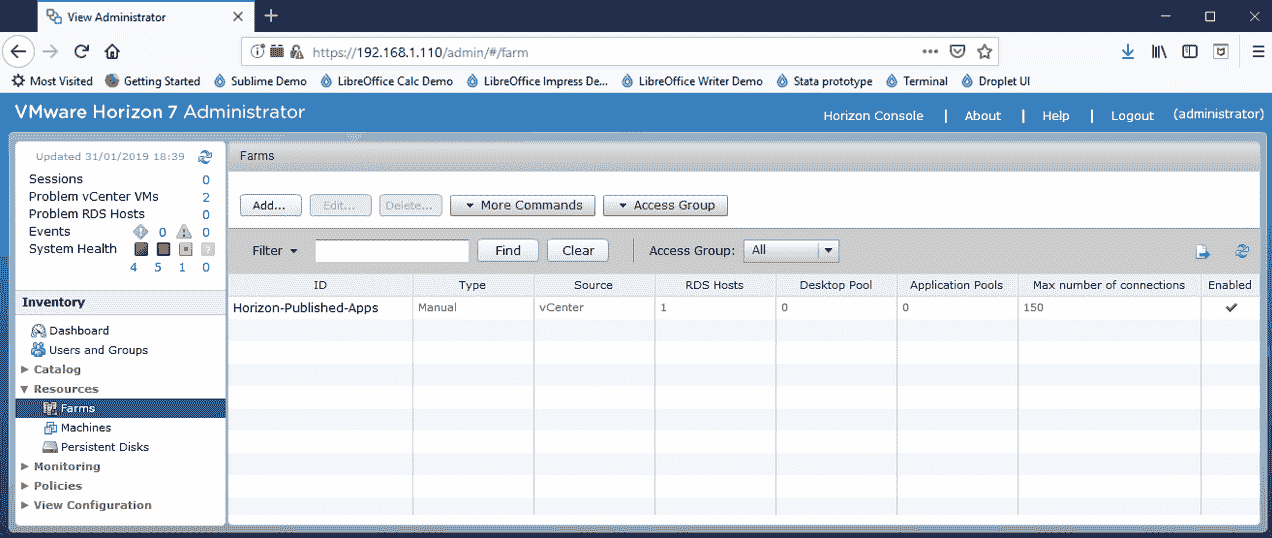 View Administrator
https://192.168.1.110/admin/#/farm
Most Visited Getting Started Sublime Demo LibreOffice Calc Demo LibreOffice Impress De... LibreOffice Writer Demo Stata prototype Terminal Droplet UI
VMware Horizon 7 Administrator
Horizon Console | About | Help | Logout (administrator)
Updated 31/01/2019 18:39
Sessions 0
Problem vCenter VMs 2
Problem RDS Hosts 0
Events 0 0
System Health
4 5 1 0
Inventory
Dashboard
Users and Groups
Catalog
Resources
Farms
Machines
Persistent Disks
Monitoring
Policies
View Configuration
Farms
Add... Edit... Delete... More Commands Access Group
Filter Find Clear Access Group: All
ID Type Source RDS Hosts Desktop Pool Application Pools Max number of connections Enabled
Horizon-Published-Apps Manual vCenter 1 0 0 150